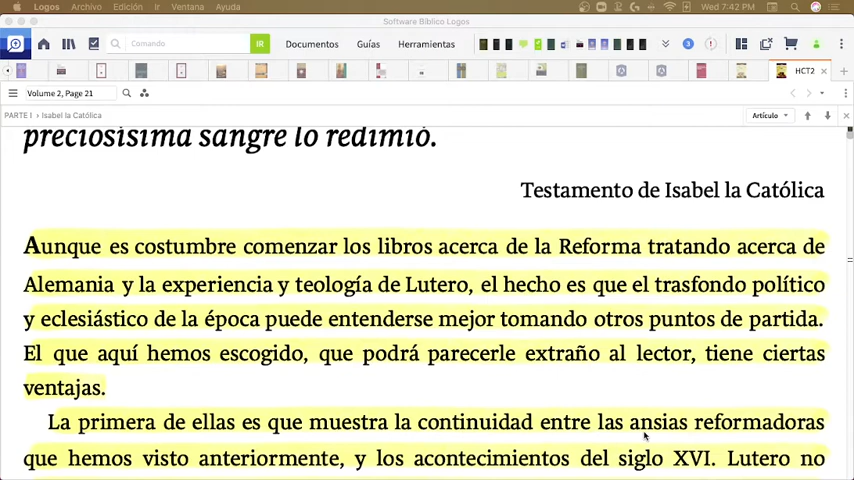 Logos Archivo Edición Ir Ventana Ayuda Wed 7:42 PM
Software Bíblico Logos
Comando IR Documentos Guías Herramientas 3
HCT2
Volume 2, Page 21
PARTE I Isabel la Católica Artículo
preciosísima sangre lo redimió.
Testamento de Isabel la Católica
Aunque es costumbre comenzar los libros acerca de la Reforma tratando acerca de
Alemania y la experiencia y teología de Lutero, el hecho es que el trasfondo político
y eclesiástico de la época puede entenderse mejor tomando otros puntos de partida.
El que aquí hemos escogido, que podrá parecerle extraño al lector, tiene ciertas
ventajas.
La primera de ellas es que muestra la continuidad entre las ansias reformadoras
que hemos visto anteriormente, y los acontecimientos del siglo XVI. Lutero no